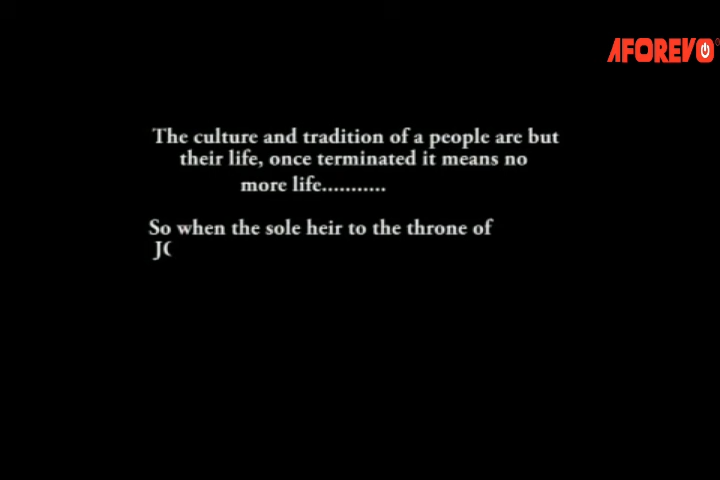 AFOREVO
The culture and tradition of a people are but
their life, once terminated it means no
more life...........
So when the sole heir to the throne of